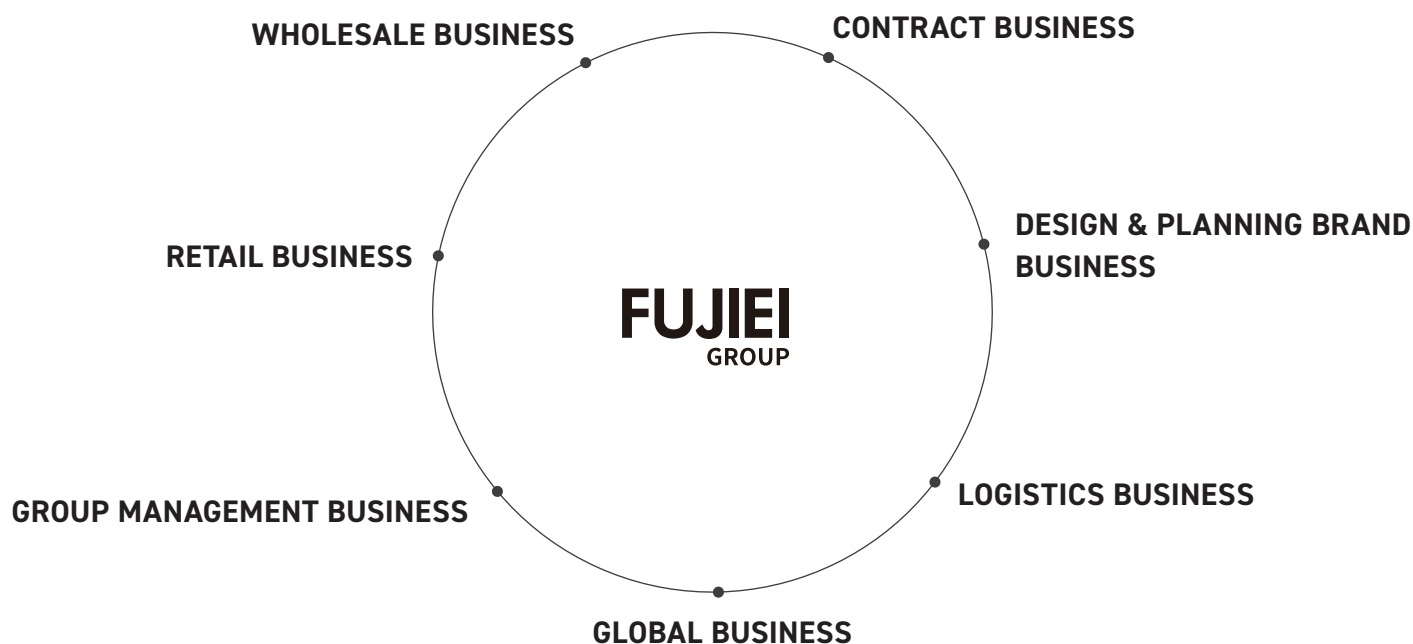 WHOLESALE BUSINESS
CONTRACT BUSINESS
DESIGN & PLANNING BRAND
BUSINESS
RETAIL BUSINESS
FUJIEI
GROUP
LOGISTICS BUSINESS
GROUP MANAGEMENT BUSINESS
GLOBAL BUSINESS